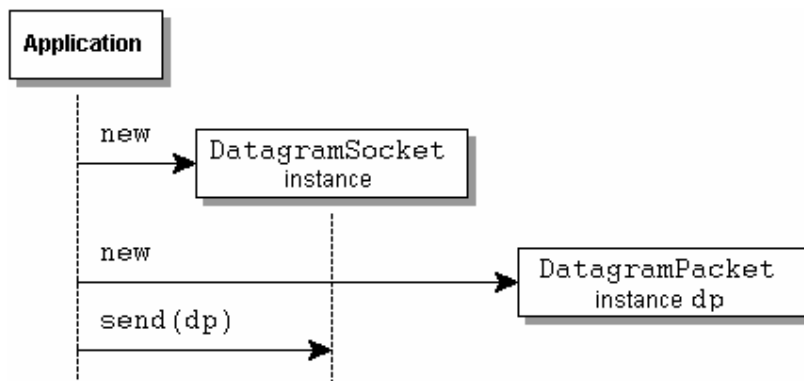 Application
new
DatagramSocket
instance
new
DatagramPacket
instance dp
send(dp)